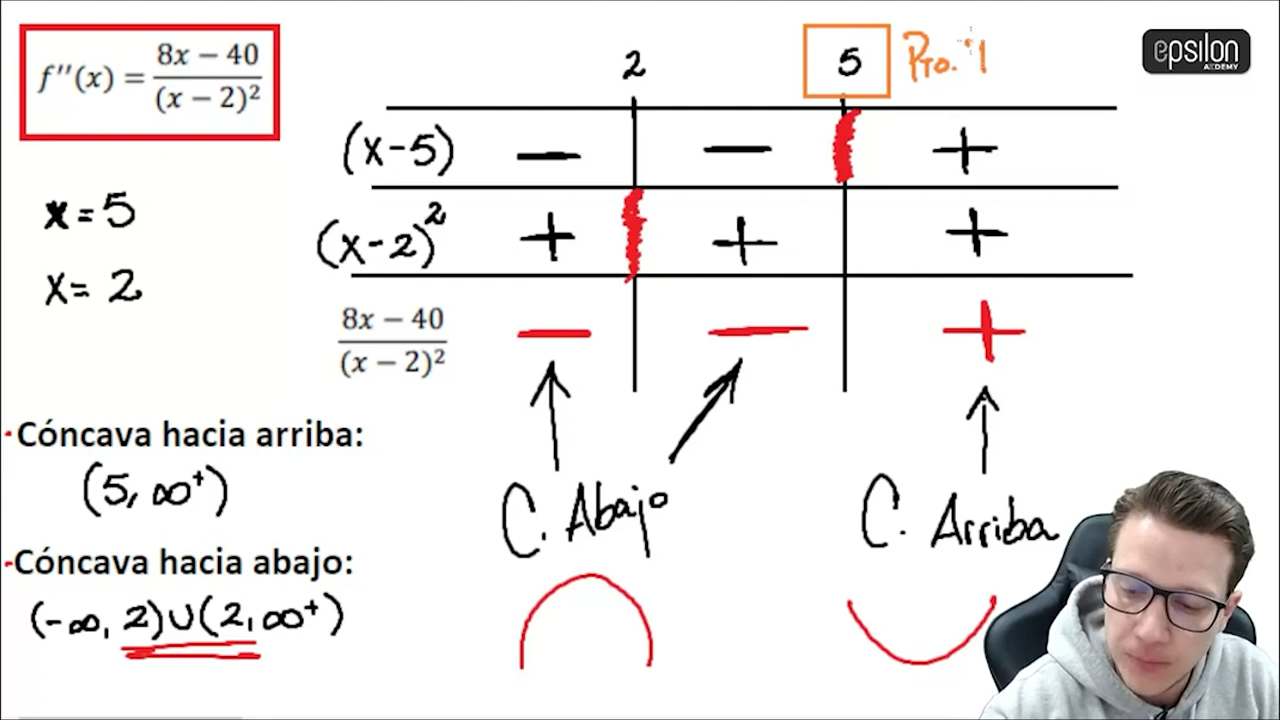 f''(x) = 8x − 40 / (x − 2)²
x = 5
x = 2
2 5 Pto. 
(x-5) — — +
(x-2)² + + +
8x − 40 / (x − 2)² — — +
Cóncava hacia arriba:
(5, ∞⁺)
Cóncava hacia abajo:
(-∞, 2)∪(2, ∞⁺)
C. Abajo
C. Arriba
epsilon
AKDEMY